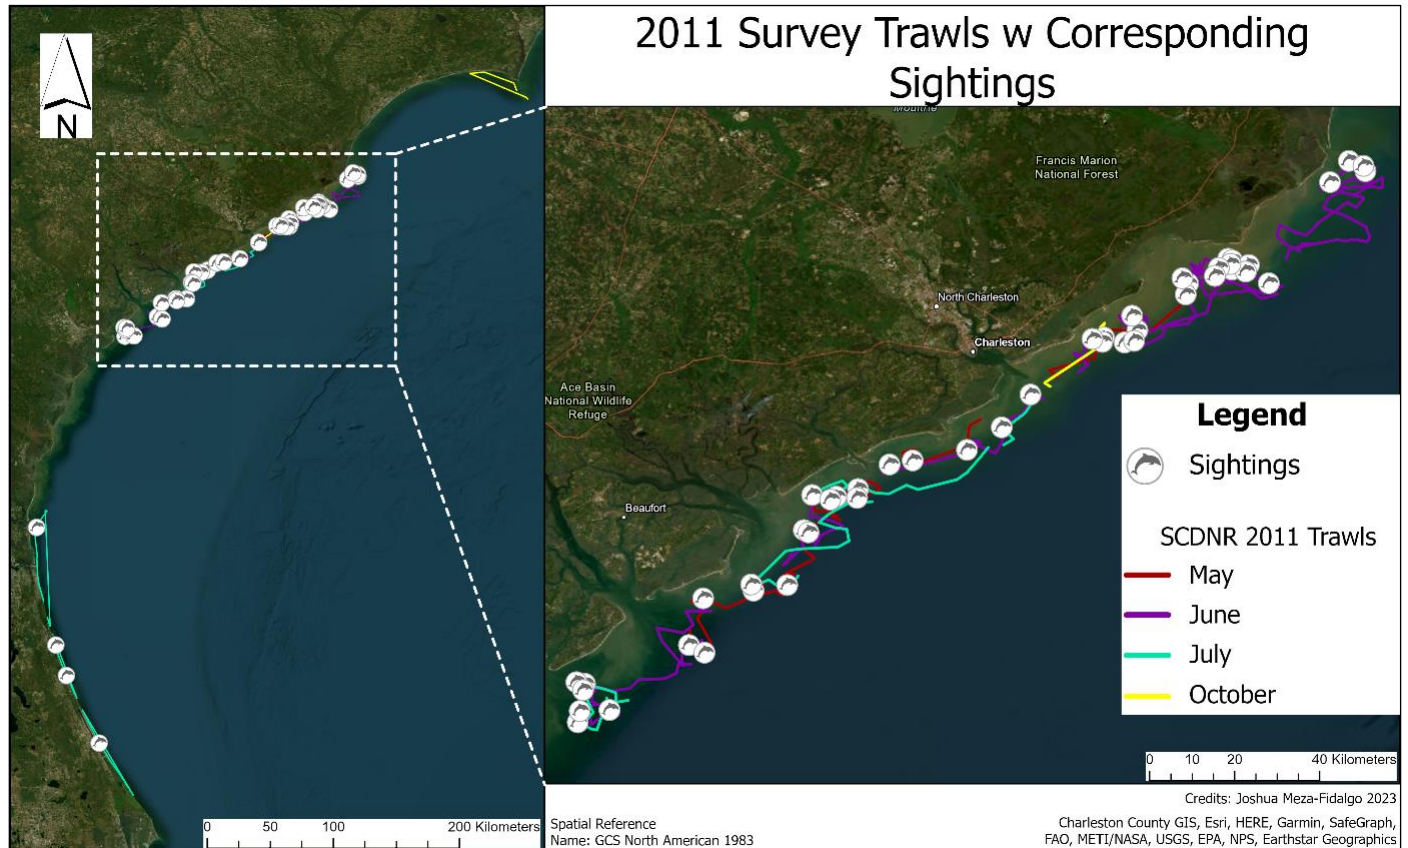 2011 Survey Trawls w Corresponding
Sightings
N
Moultrie
Francis Marion
National Forest
North Charleston
Charleston
Ace Basin
National Wildlife
Refuge
Beaufort
Legend
Sightings
SCDNR 2011 Trawls
May
June
July
October
0 10 20 40 Kilometers
0 50 100 200 Kilometers
Credits: Joshua Meza-Fidalgo 2023
Spatial Reference
Name: GCS North American 1983
Charleston County GIS, Esri, HERE, Garmin, SafeGraph,
FAO, METI/NASA, USGS, EPA, NPS, Earthstar Geographics